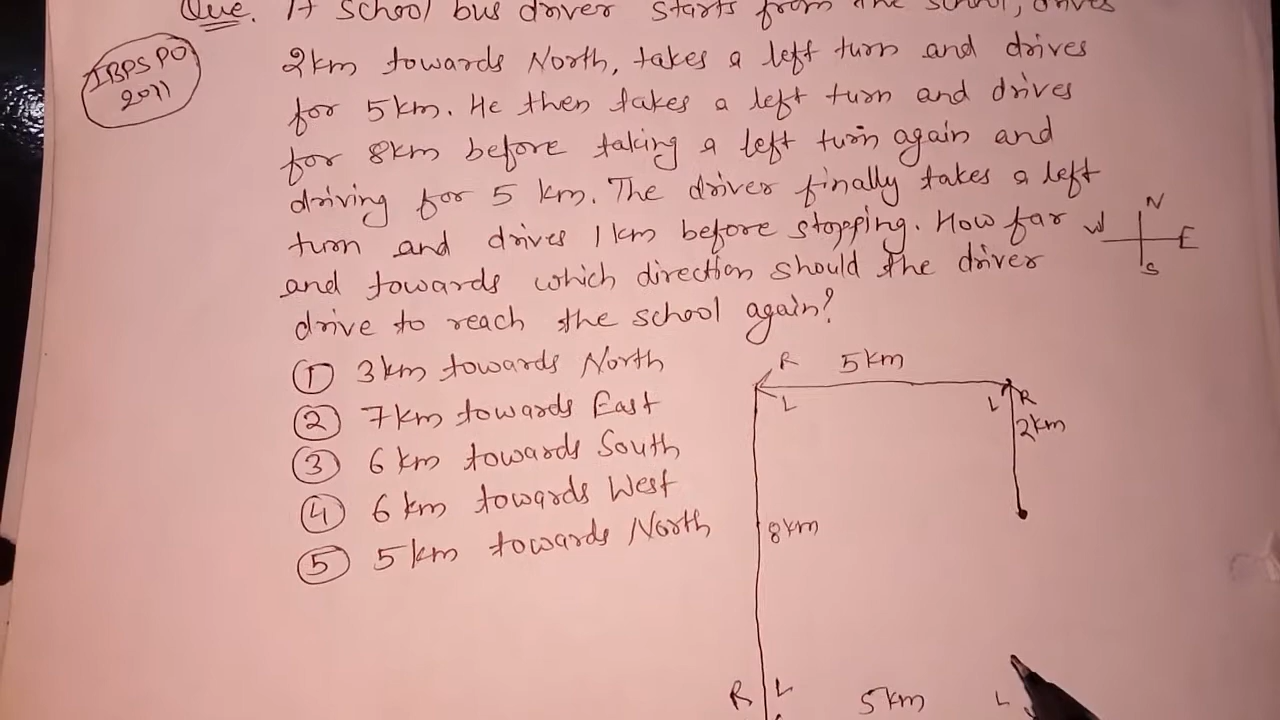 Que. A school bus driver starts from the school, drives
IBPS PO
2011
2km towards North, takes a left turn and drives
for 5km. He then takes a left turn and drives
for 8km before taking a left turn again and
driving for 5 km. The driver finally takes a left
turn and drives 1km before stopping. How far
and towards which direction should the driver
drive to reach the school again?
N
W E
S
① 3km towards North
② 7km towards East
③ 6km towards South
④ 6km towards West
⑤ 5km towards North
R 5km
L L R
2km
8km
R L 5km L